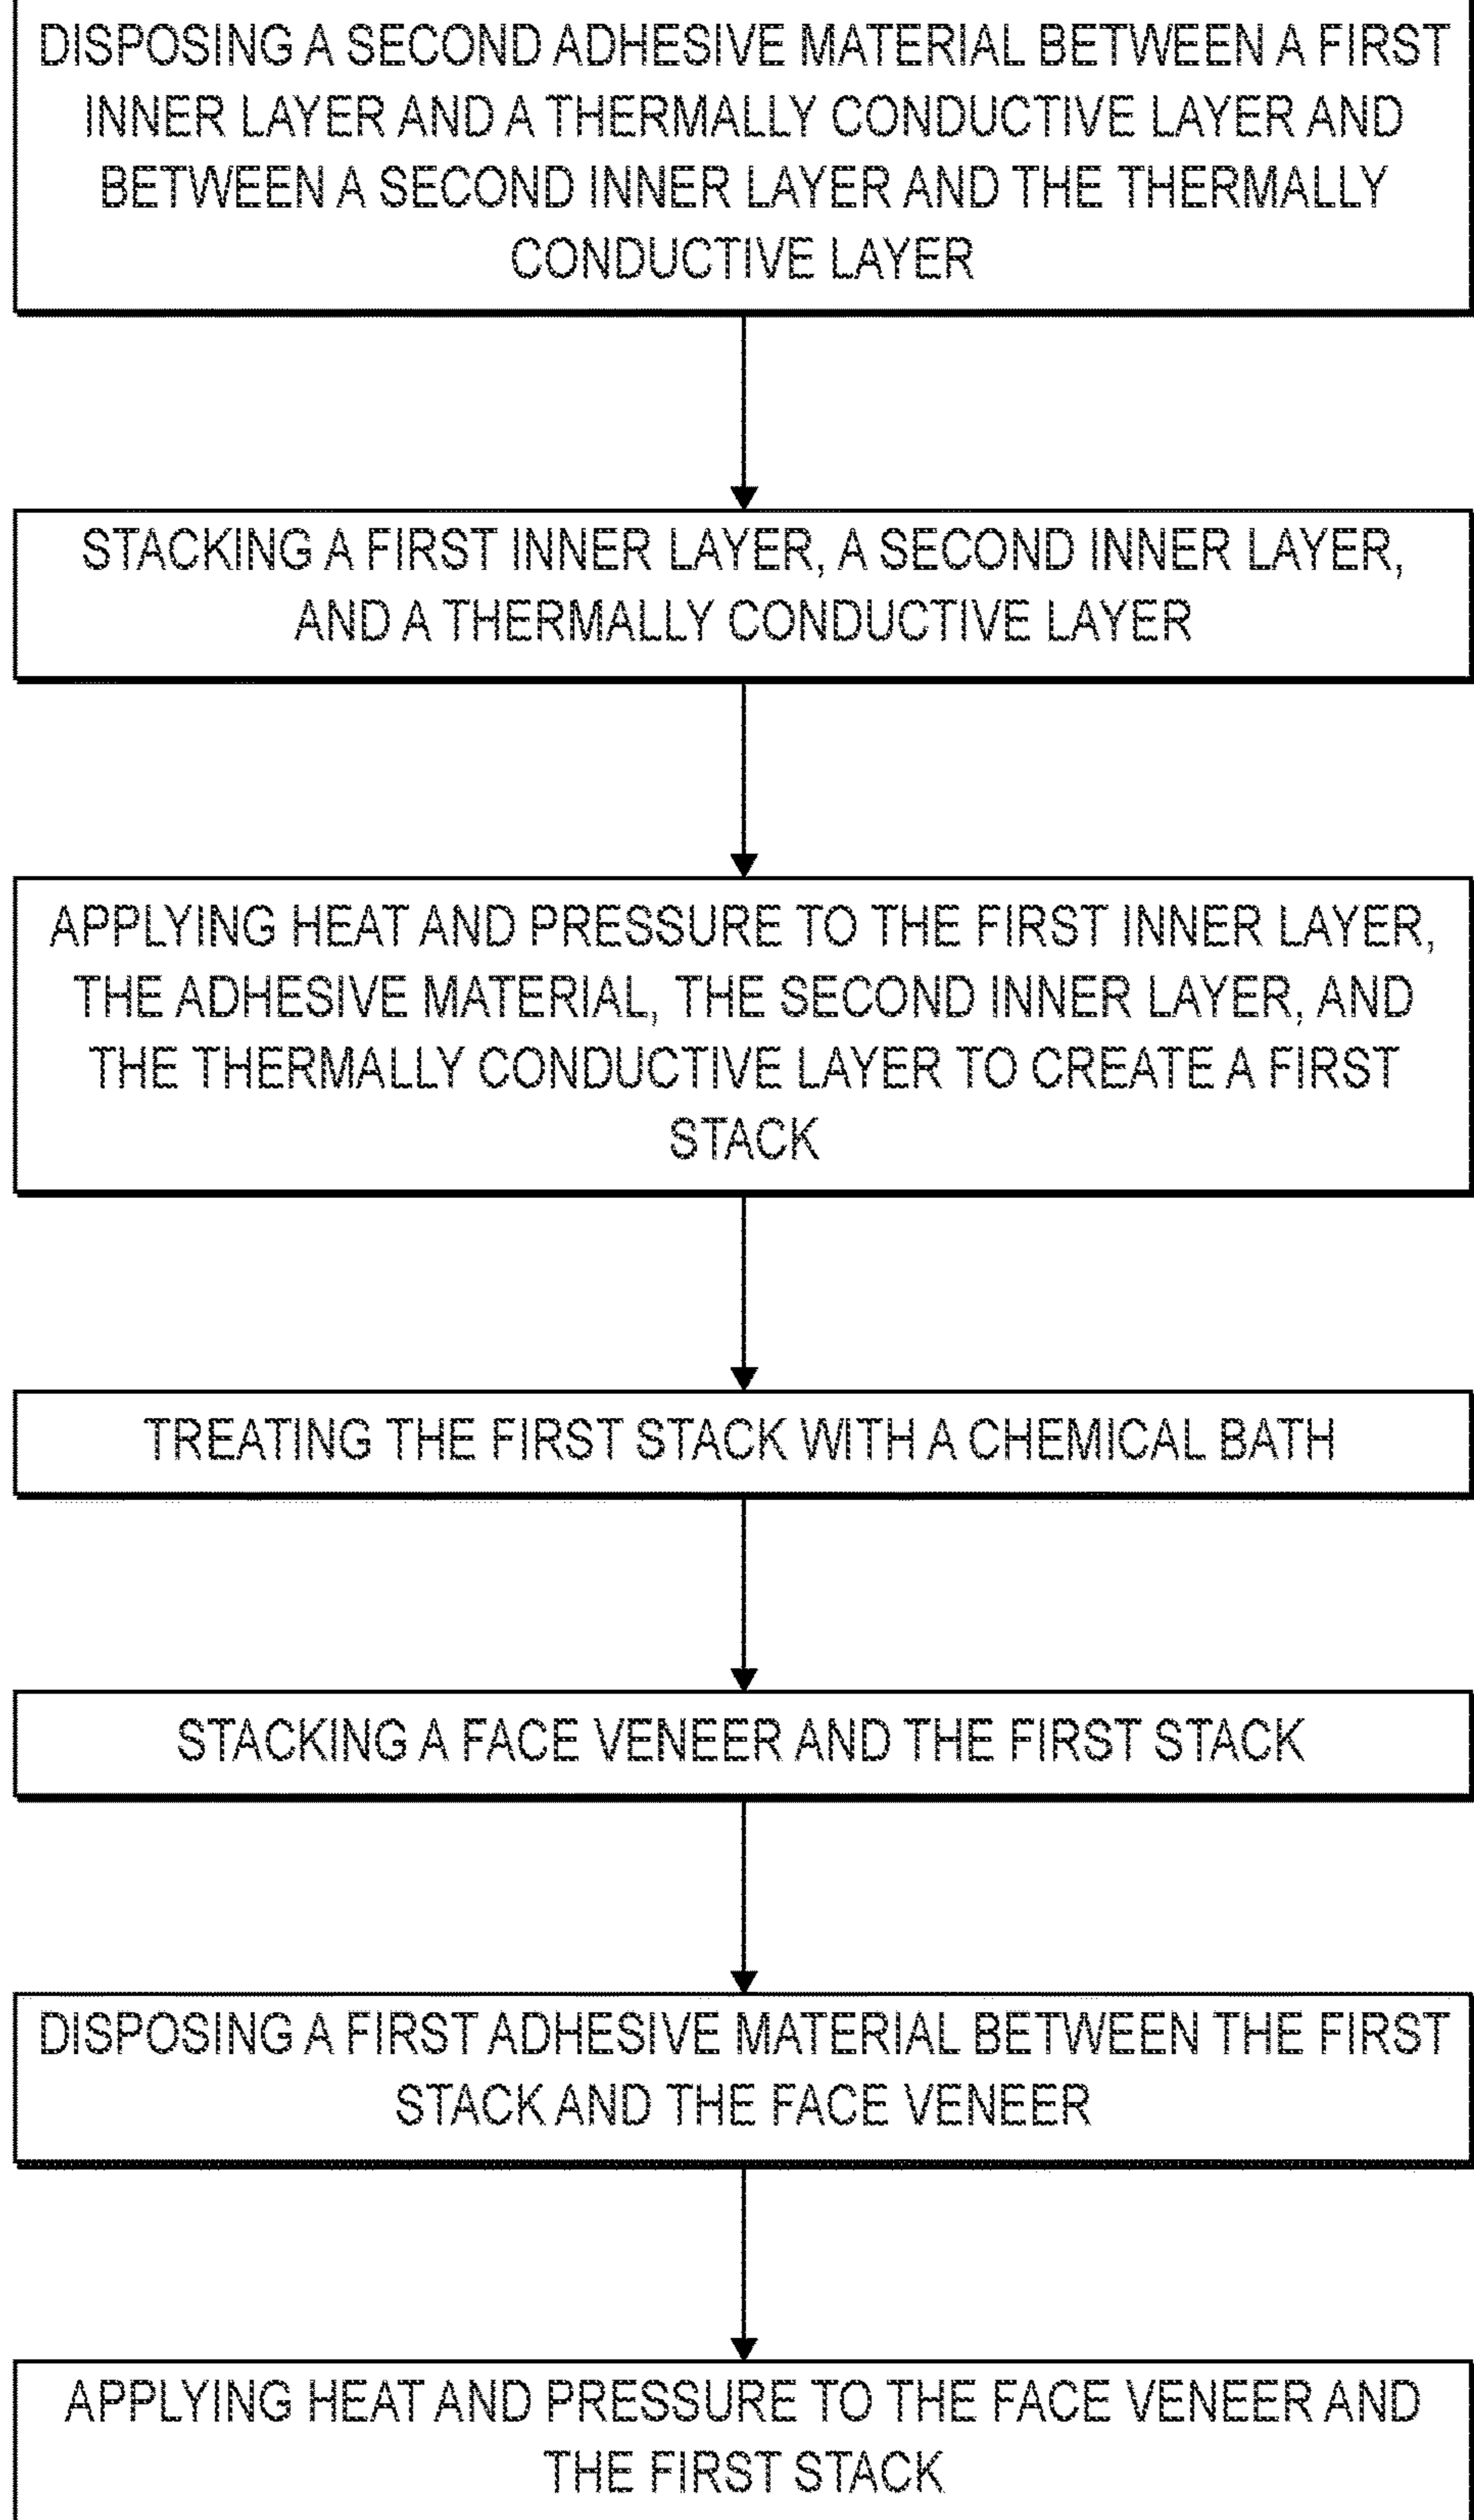 DISPOSING A SECOND ADHESIVE MATERIAL BETWEEN A FIRST
INNER LAYER AND A THERMALLY CONDUCTIVE LAYER AND
BETWEEN A SECOND INNER LAYER AND THE THERMALLY
CONDUCTIVE LAYER
STACKING A FIRST INNER LAYER, A SECOND INNER LAYER,
AND A THERMALLY CONDUCTIVE LAYER
APPLYING HEAT AND PRESSURE TO THE FIRST INNER LAYER,
THE ADHESIVE MATERIAL, THE SECOND INNER LAYER, AND
THE THERMALLY CONDUCTIVE LAYER TO CREATE A FIRST
STACK
TREATING THE FIRST STACK WITH A CHEMICAL BATH
STACKING A FACE VENEER AND THE FIRST STACK
DISPOSING A FIRST ADHESIVE MATERIAL BETWEEN THE FIRST
STACK AND THE FACE VENEER
APPLYING HEAT AND PRESSURE TO THE FACE VENEER AND
THE FIRST STACK